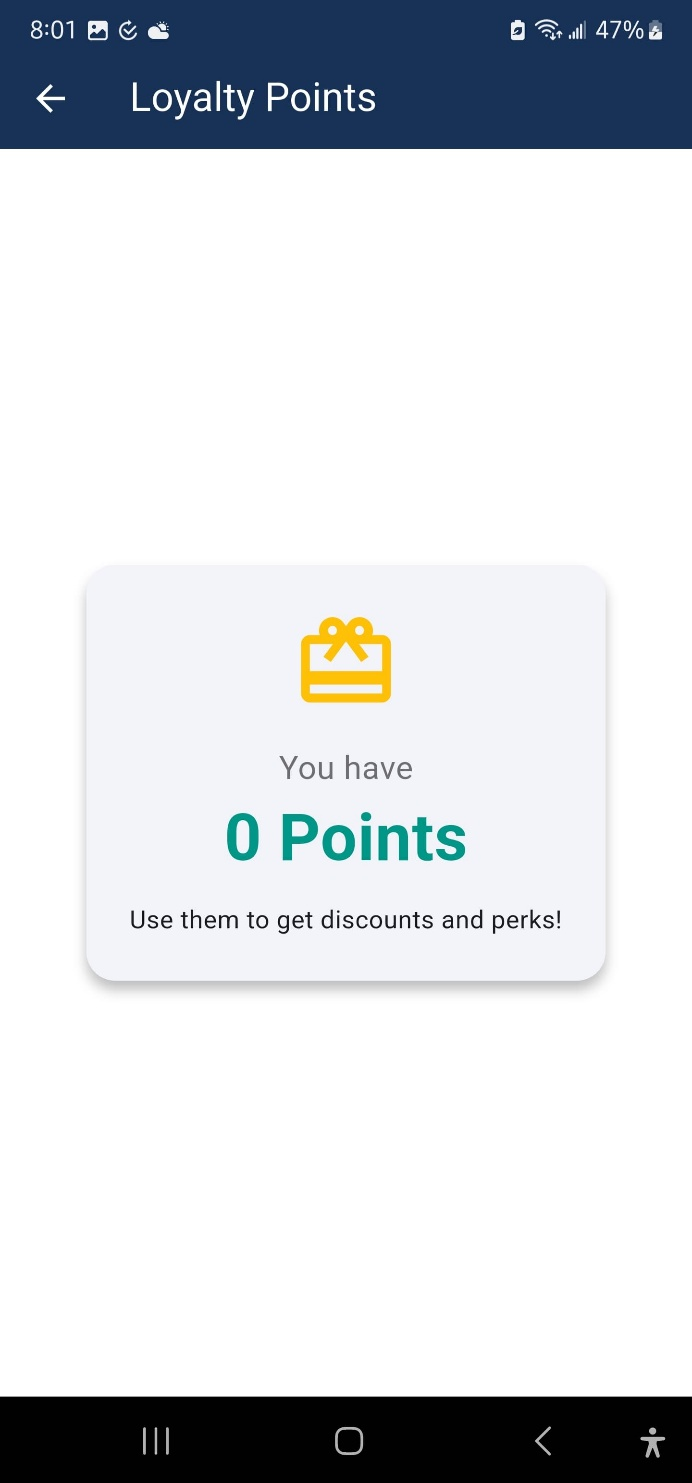 8:01 47%
Loyalty Points
You have
0 Points
Use them to get discounts and perks!